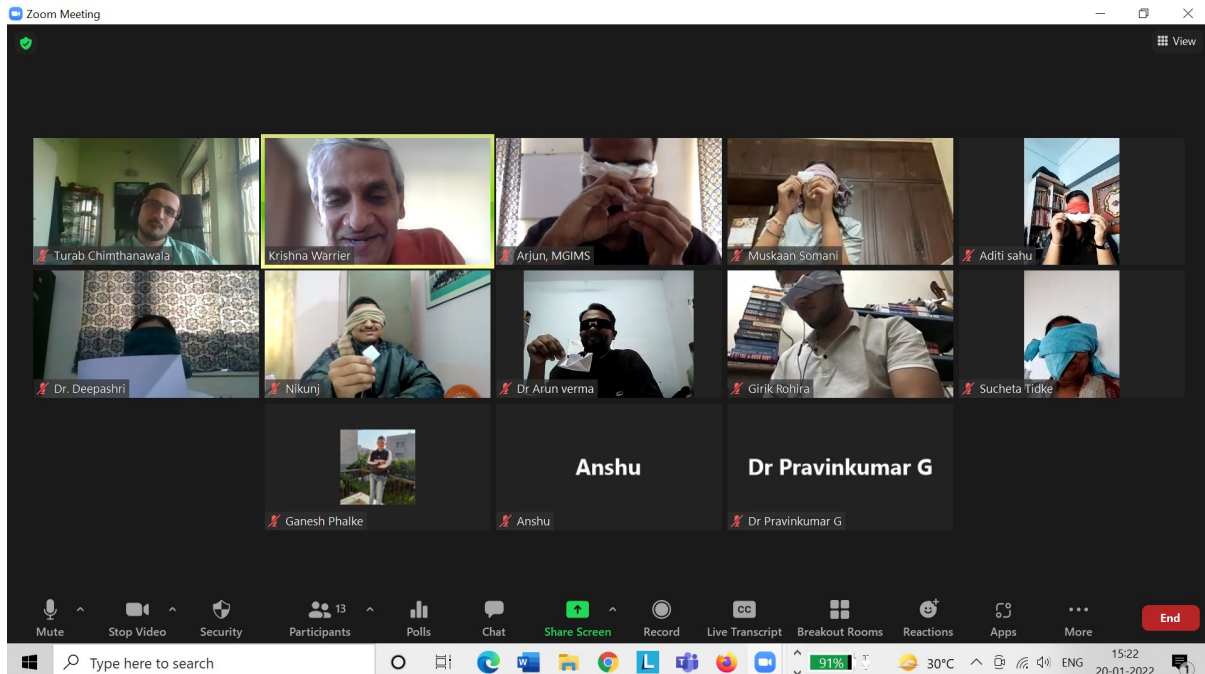 Zoom Meeting
View
Turab Chimthanawala
Krishna Warrier
Arjun, MGIMS
Muskaan Somani
Aditi sahu
Dr. Deepashri
Nikunj
Dr Arun verma
Girik Rohira
Sucheta Tidke
Anshu
Dr Pravinkumar G
Ganesh Phalke
Anshu
Dr Pravinkumar G
13
CC
Mute
Stop Video
Security
Participants
Polls
Chat
Share Screen
Record
Live Transcript
Breakout Rooms
Reactions
Apps
More
End
Type here to search
W
L
91%
30°C
ENG
15:22
20-01-2022
1